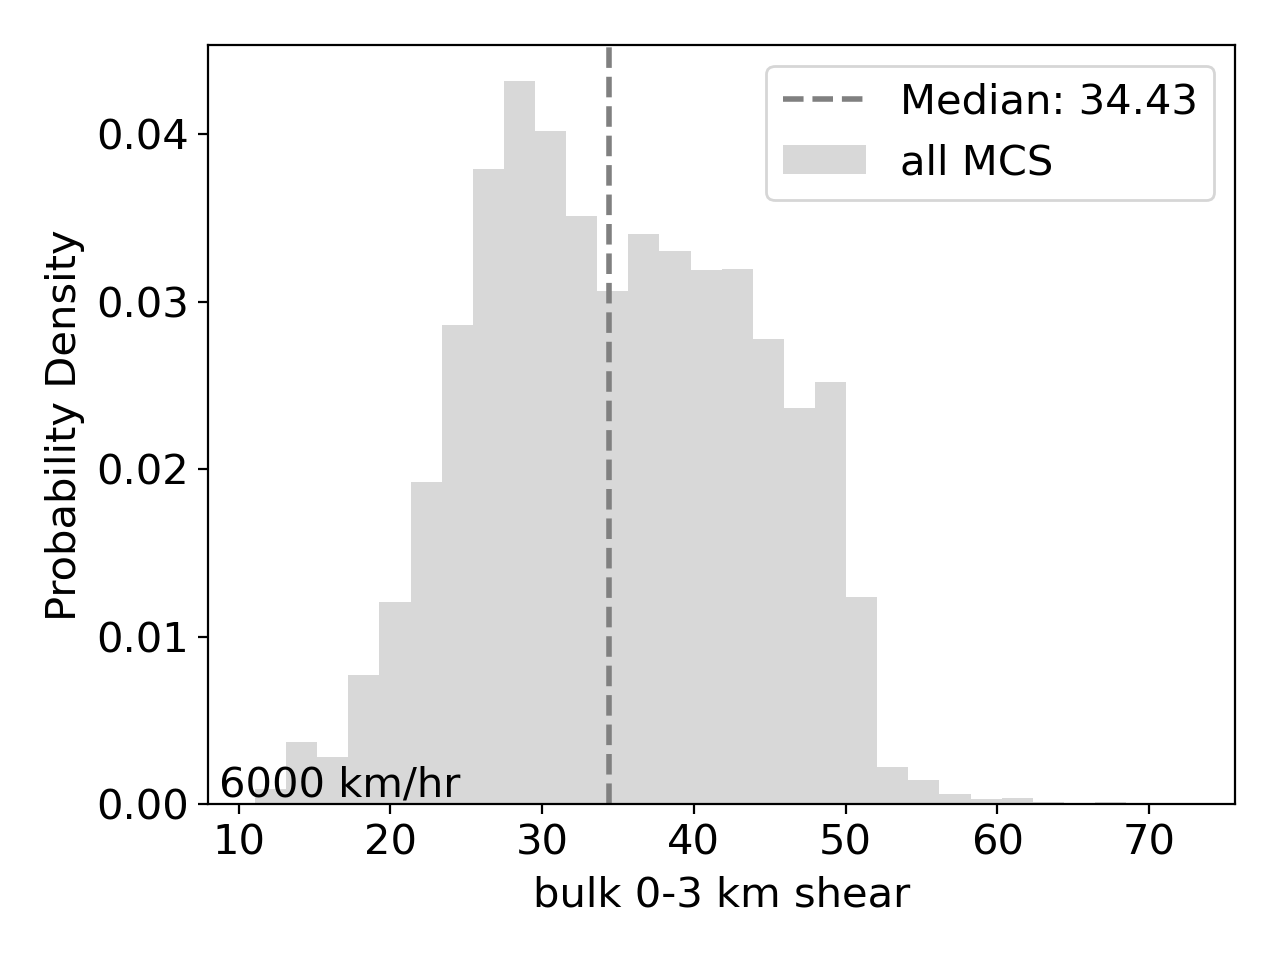 Median: 34.43
all MCS
0.04
0.03
0.02
0.01
0.00
Probability Density
6000 km/hr
10 20 30 40 50 60 70
bulk 0-3 km shear